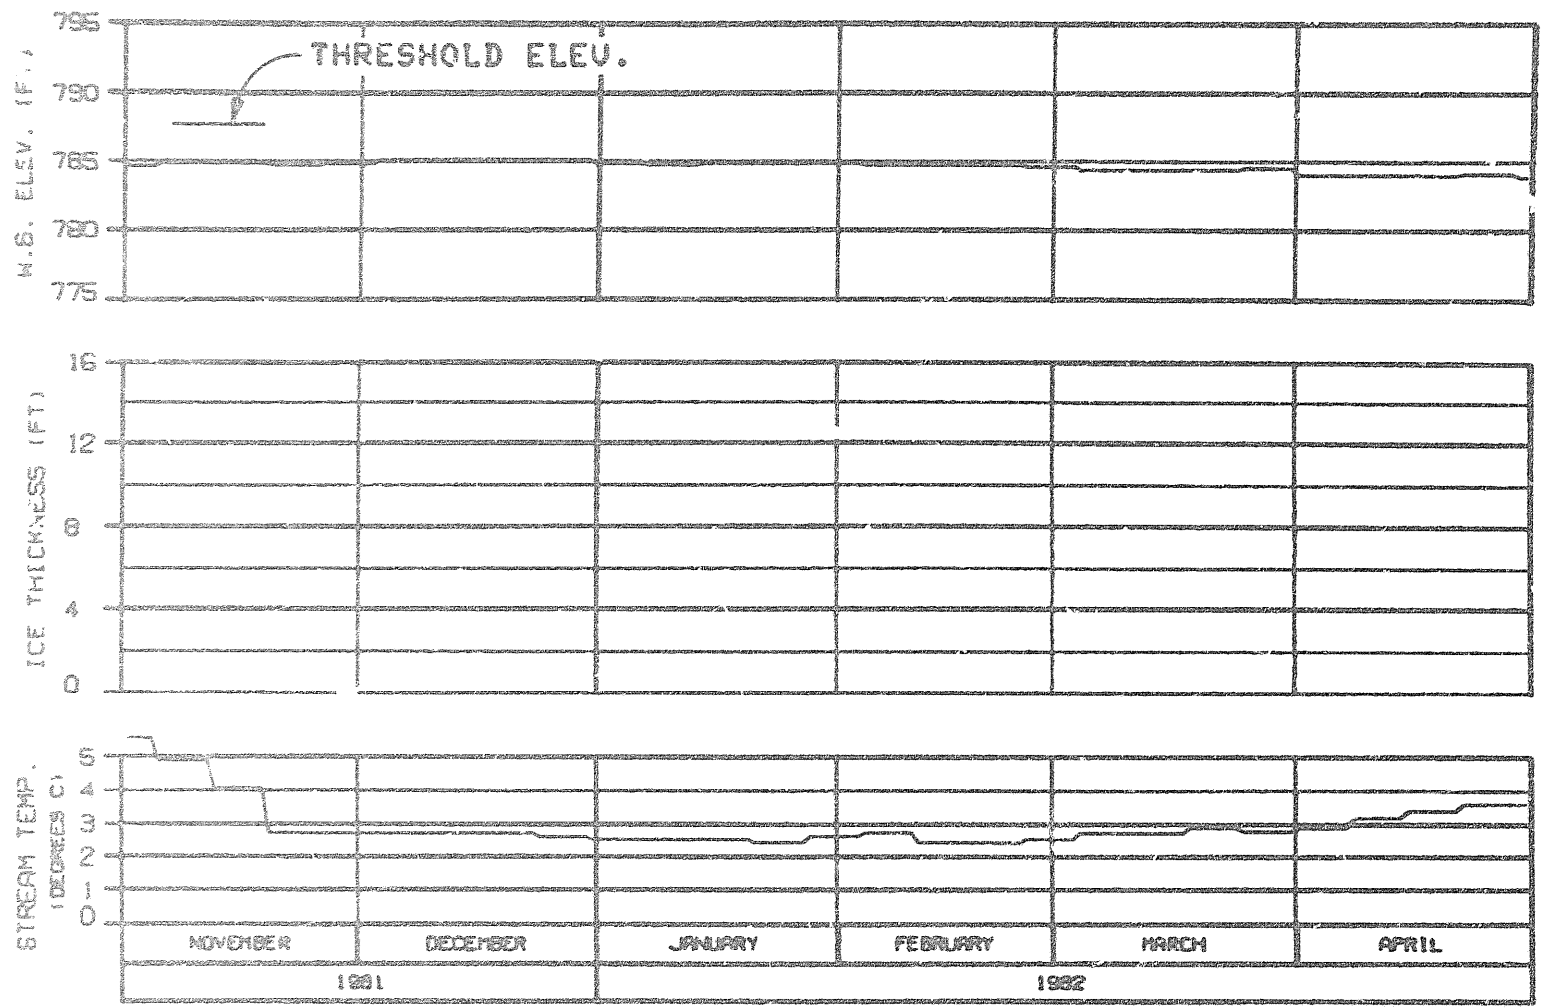 795
THRESHOLD ELEV.
790
785
780
775
W.S. ELEV.
16
12
8
4
0
ICE THICKNESS (FT)
5
4
3
2
1
0
STREAM TEMP.
(DEGREES C)
NOVEMBER DECEMBER JANUARY FEBRUARY MARCH APRIL
1981 1982